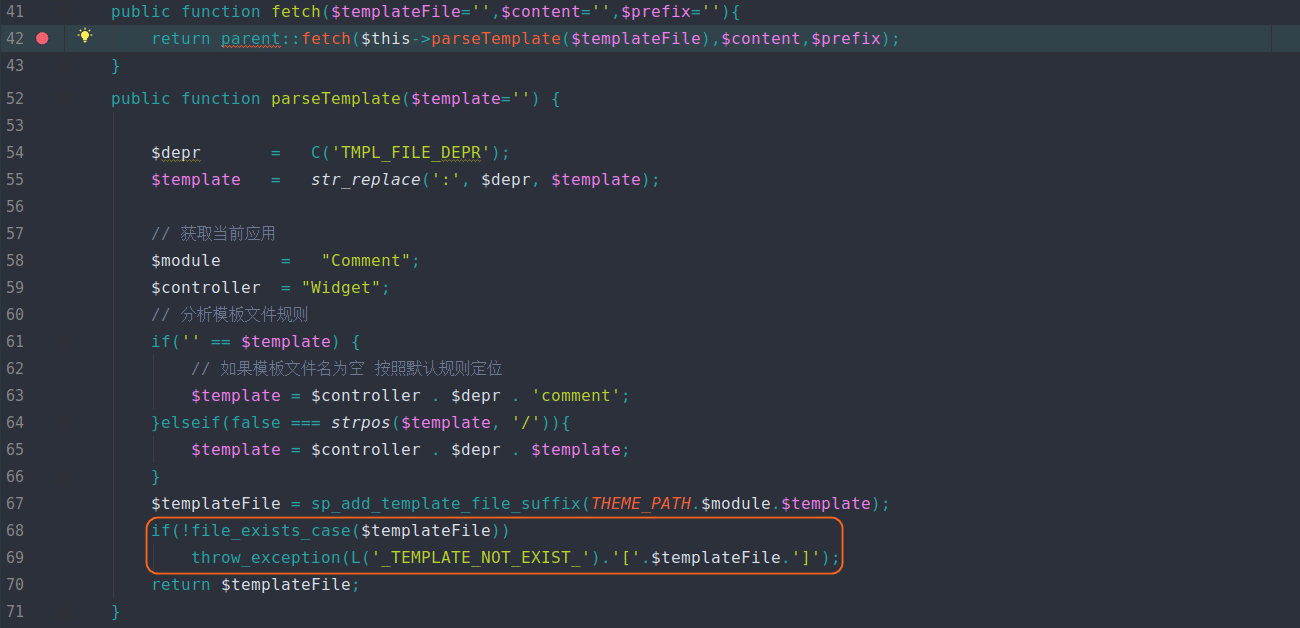 41 public function fetch($templateFile='',$content='',$prefix=''){
42 return parent::fetch($this->parseTemplate($templateFile),$content,$prefix);
43 }
52 public function parseTemplate($template='') {
53
54 $depr = C('TMPL_FILE_DEPR');
55 $template = str_replace(':', $depr, $template);
56
57 // 获取当前应用
58 $module = "Comment";
59 $controller = "Widget";
60 // 分析模板文件规则
61 if('' == $template) {
62 // 如果模板文件名为空 按照默认规则定位
63 $template = $controller . $depr . 'comment';
64 }elseif(false === strpos($template, '/')){
65 $template = $controller . $depr . $template;
66 }
67 $templateFile = sp_add_template_file_suffix(THEME_PATH.$module.$template);
68 if(!file_exists_case($templateFile))
69 throw_exception(L('_TEMPLATE_NOT_EXIST_').'['.$templateFile.']');
70 return $templateFile;
71 }